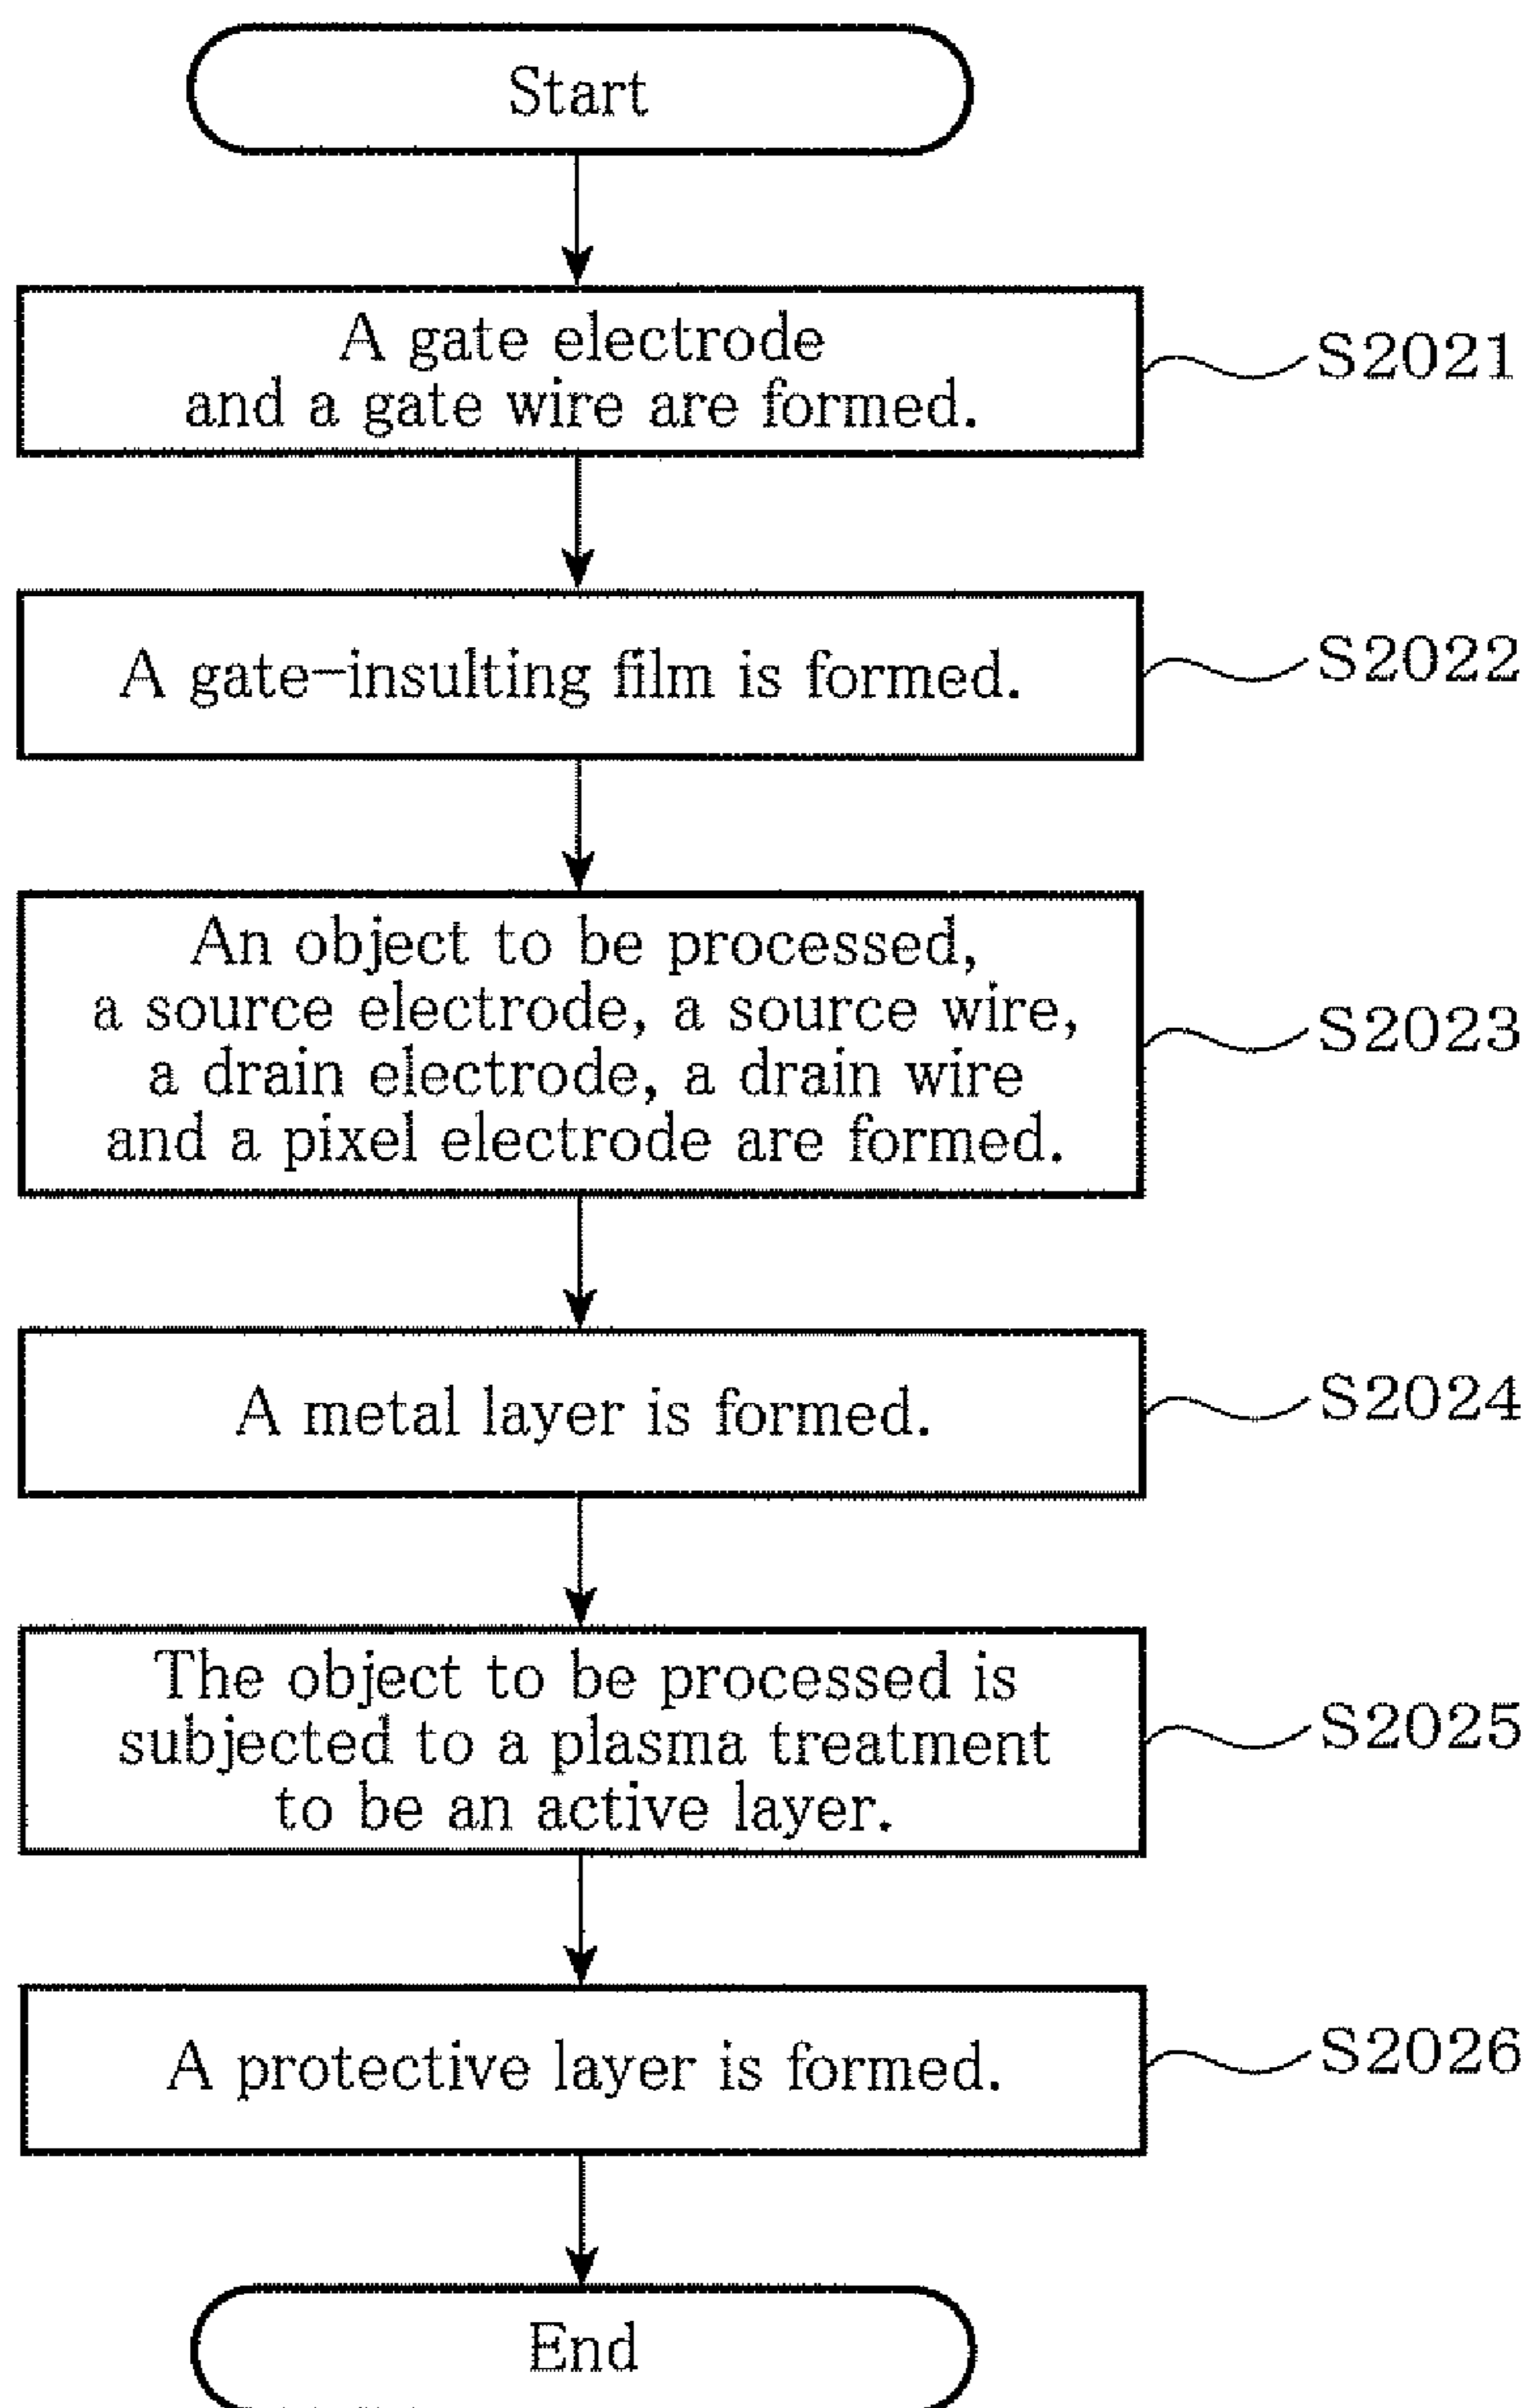 Start
A gate electrode
and a gate wire are formed.
S2021
A gate-insulting film is formed.
S2022
An object to be processed,
a source electrode, a source wire,
a drain electrode, a drain wire
and a pixel electrode are formed.
S2023
A metal layer is formed.
S2024
The object to be processed is
subjected to a plasma treatment
to be an active layer.
S2025
A protective layer is formed.
S2026
End